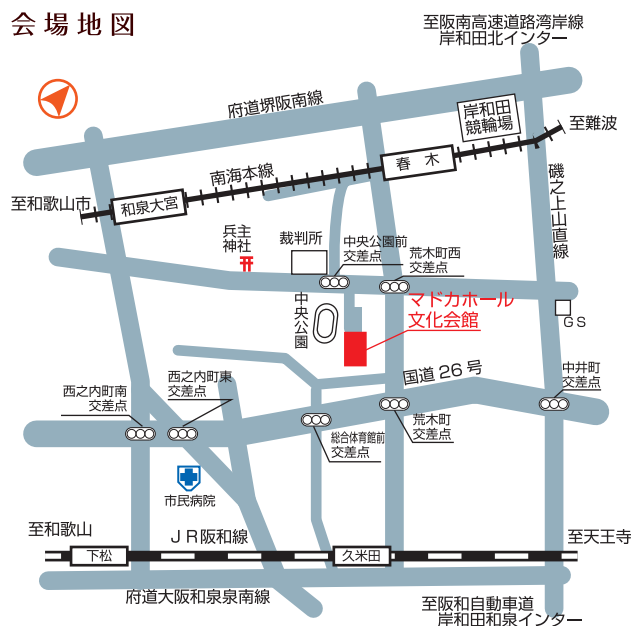 会場地図
至阪南高速道路湾岸線
岸和田北インター
府道堺阪南線
岸和田
競輪場
至難波
春 木
南海本線
和泉大宮
至和歌山市
磯之上山直線
兵主
神社
裁判所
中央公園前
交差点
荒木町西
交差点
中央公園
マドカホール
文化会館
GS
国道26号
中井町
交差点
西之内町東
交差点
西之内町南
交差点
総合体育館前
交差点
荒木町
交差点
市民病院
至和歌山
JR阪和線
下松
久米田
至天王寺
府道大阪和泉泉南線
至阪和自動車道
岸和田和泉インター